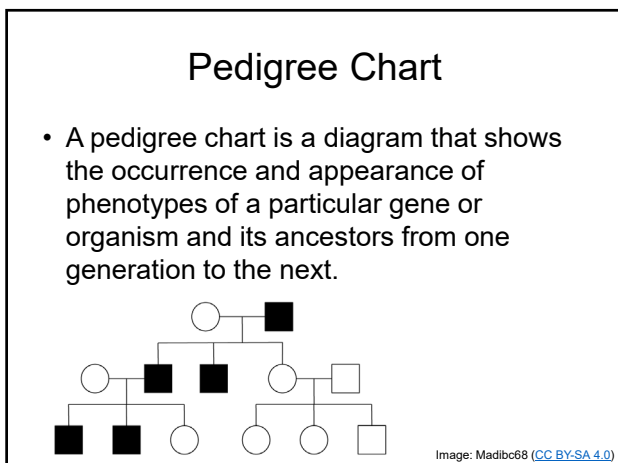 Pedigree Chart
• A pedigree chart is a diagram that shows
the occurrence and appearance of
phenotypes of a particular gene or
organism and its ancestors from one
generation to the next.
Image: Madibc68 (CC BY-SA 4.0)